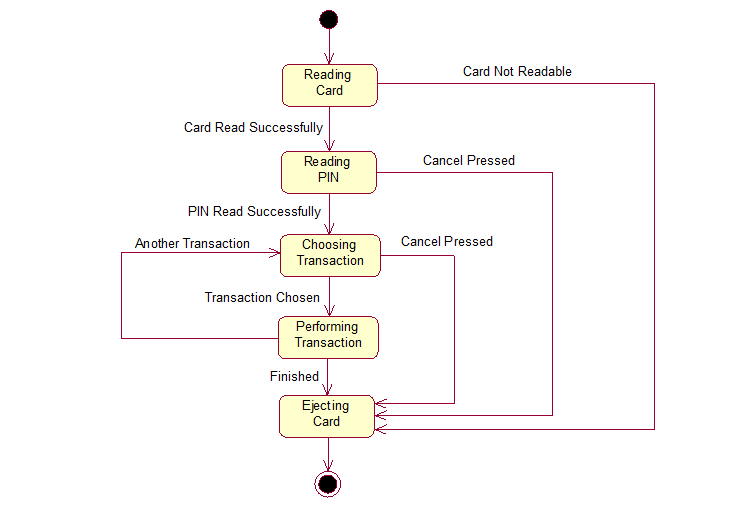 Reading
Card
Card Not Readable
Card Read Successfully
Reading
PIN
Cancel Pressed
PIN Read Successfully
Another Transaction
Choosing
Transaction
Cancel Pressed
Transaction Chosen
Performing
Transaction
Finished
Ejecting
Card